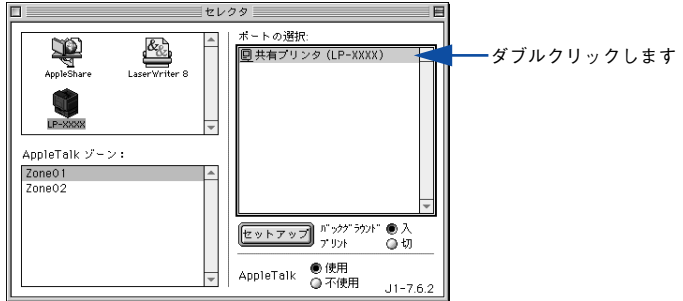 セレクタ
AppleShare
LaserWriter 8
LP-XXXX
AppleTalk ゾーン：
Zone01
Zone02
ポートの選択:
共有プリンタ (LP-XXXX)
ダブルクリックします
セットアップ
ﾊﾞｯｸｸﾞﾗｳﾝﾄﾞ
ﾌﾟﾘﾝﾄ
入
切
AppleTalk
使用
不使用
J1-7.6.2